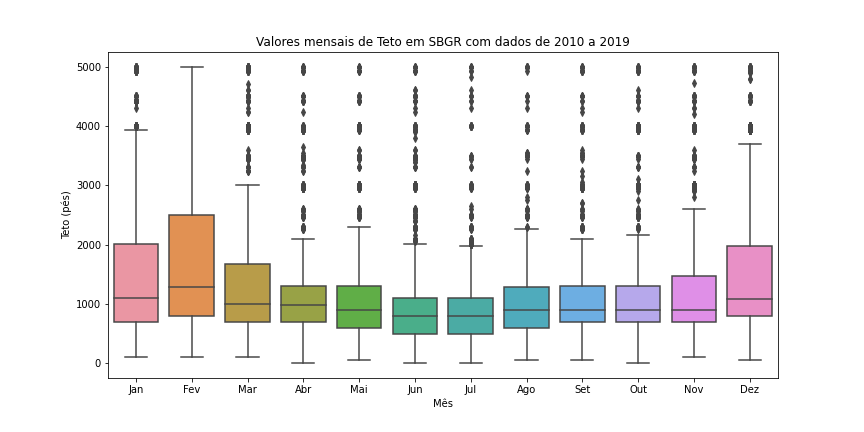 Valores mensais de Teto em SBGR com dados de 2010 a 2019
5000
4000
3000
2000
1000
0
Teto (pés)
Jan Fev Mar Abr Mai Jun Jul Ago Set Out Nov Dez
Mês